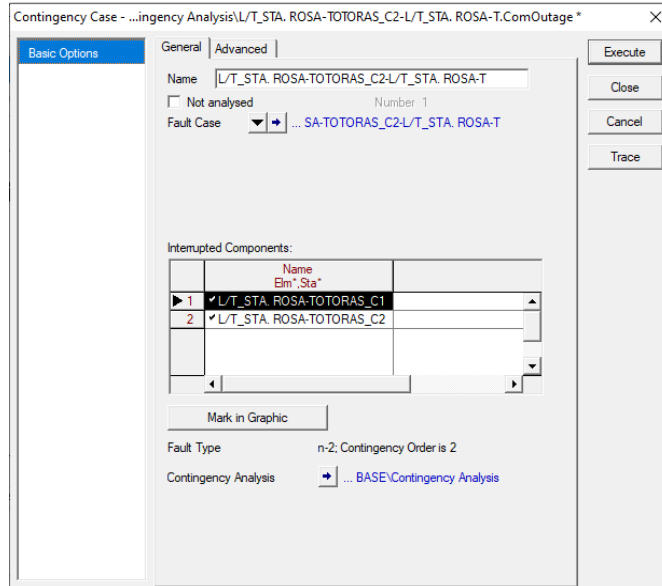 Contingency Case - ...ingency Analysis\L/T_STA. ROSA-TOTORAS_C2-L/T_STA. ROSA-T.ComOutage *
Basic Options
General
Advanced
Name L/T_STA. ROSA-TOTORAS_C2-L/T_STA. ROSA-T
Not analysed Number 1
Fault Case ... SA-TOTORAS_C2-L/T_STA. ROSA-T
Interrupted Components:
Name
Elm*,Sta*
1 L/T_STA. ROSA-TOTORAS_C1
2 L/T_STA. ROSA-TOTORAS_C2
Mark in Graphic
Fault Type n-2; Contingency Order is 2
Contingency Analysis ... BASE\Contingency Analysis
Execute
Close
Cancel
Trace